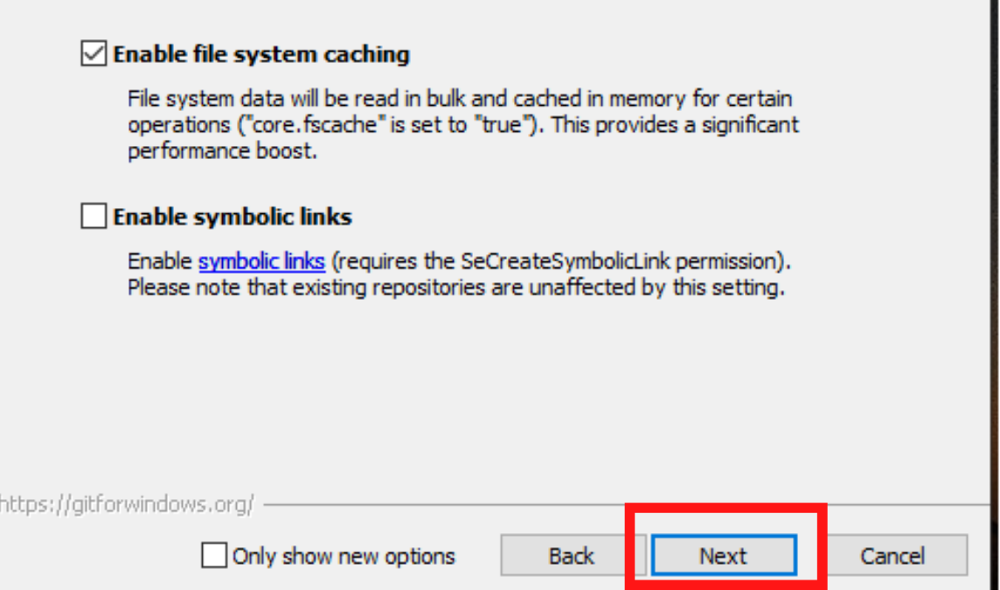 Enable file system caching
File system data will be read in bulk and cached in memory for certain
operations ("core.fscache" is set to "true"). This provides a significant
performance boost.
Enable symbolic links
Enable symbolic links (requires the SeCreateSymbolicLink permission).
Please note that existing repositories are unaffected by this setting.
https://gitforwindows.org/
Only show new options Back Next Cancel